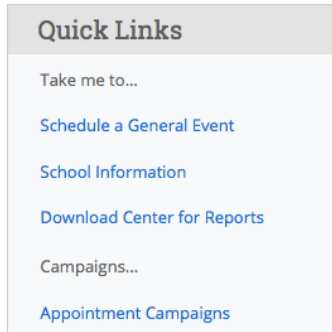 Quick Links
Take me to...
Schedule a General Event
School Information
Download Center for Reports
Campaigns...
Appointment Campaigns